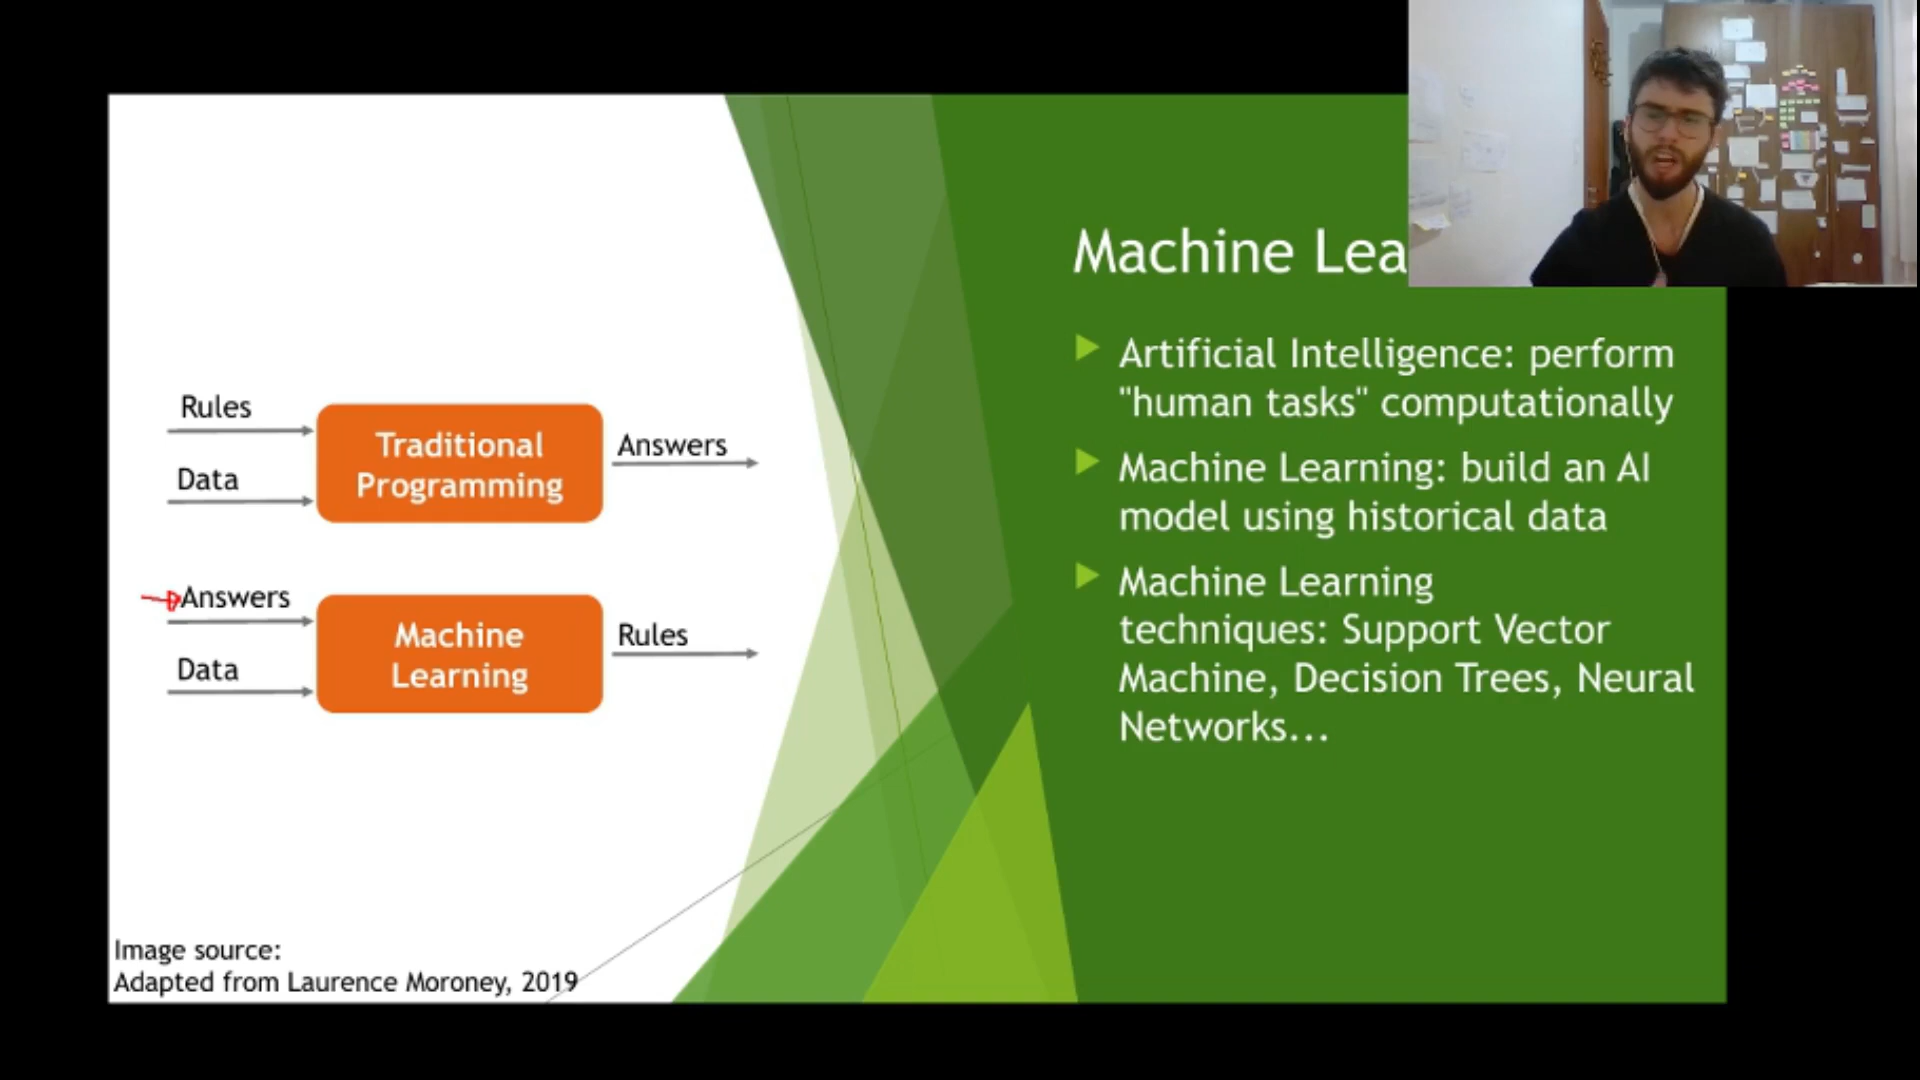 Machine Lea
Artificial Intelligence: perform
"human tasks" computationally
Machine Learning: build an AI
model using historical data
Machine Learning
techniques: Support Vector
Machine, Decision Trees, Neural
Networks...
Rules
Data
Traditional
Programming
Answers
Answers
Data
Machine
Learning
Rules
Image source:
Adapted from Laurence Moroney, 2019